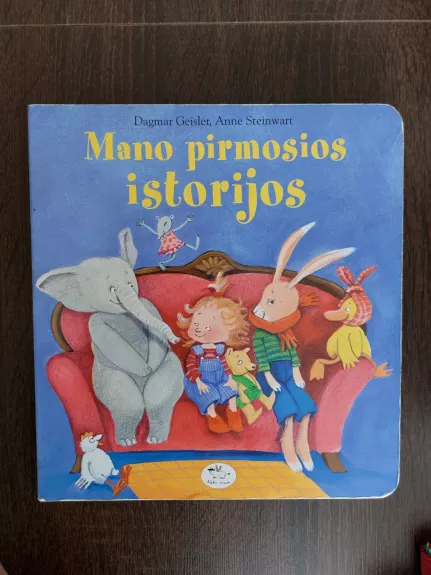 Dagmar Geisler, Anne Steinwart
Mano pirmosios
istorijos